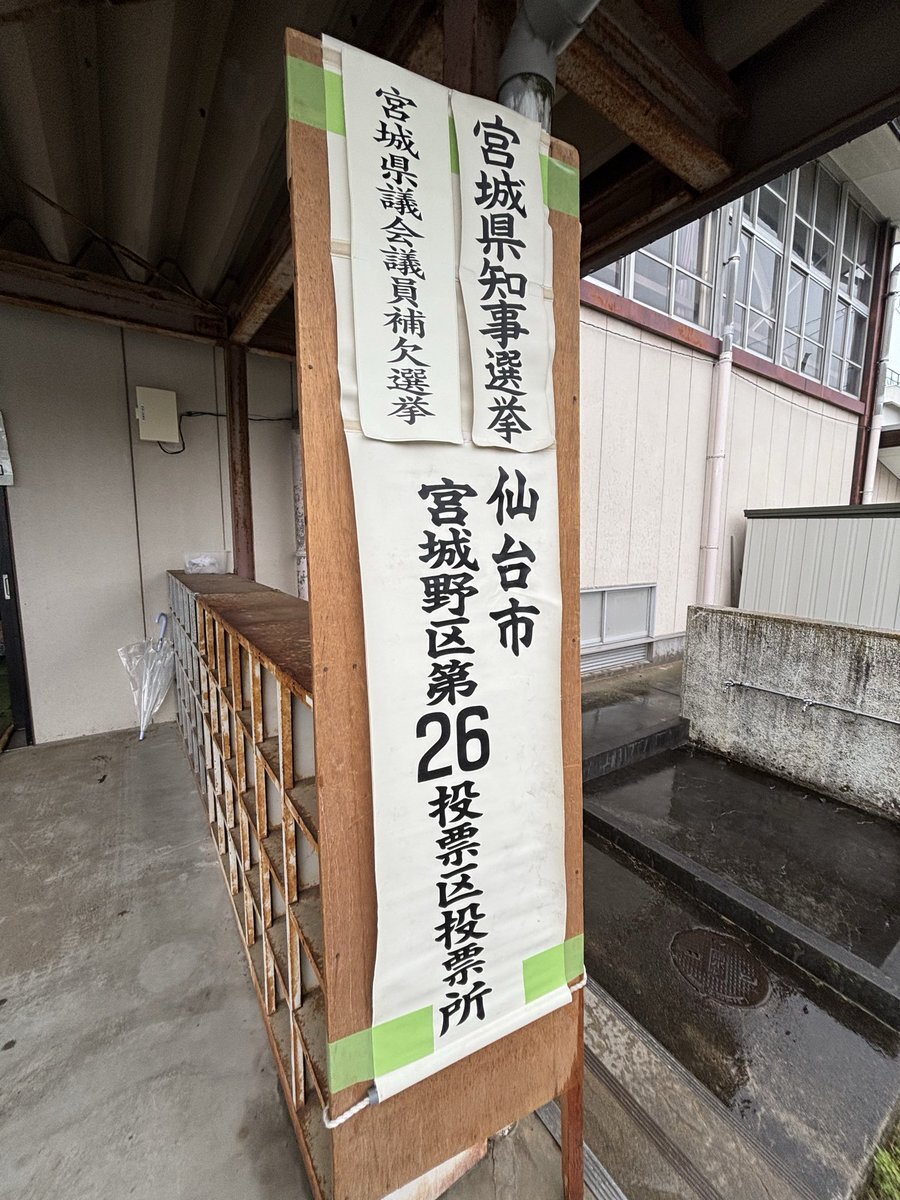 宮城県知事選挙
宮城県議会議員補欠選挙
仙台市
宮城野区第26投票区投票所